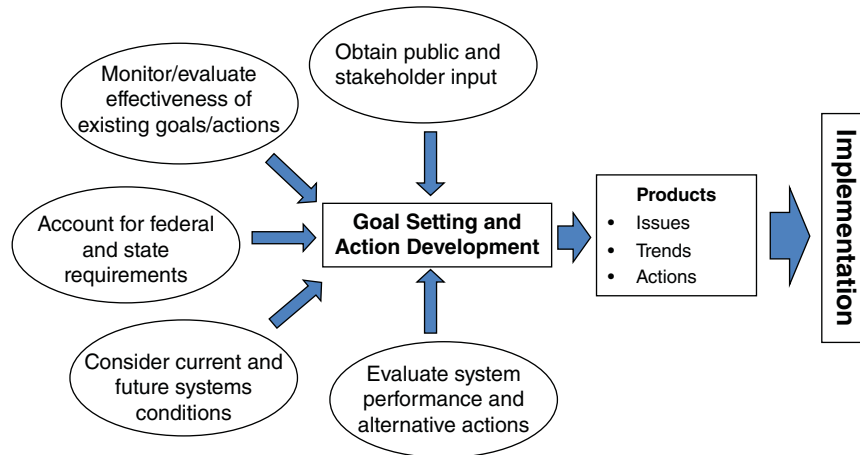 Obtain public and
stakeholder input
Monitor/evaluate
effectiveness of
existing goals/actions
Account for federal
and state
requirements
Goal Setting and
Action Development
Products
• Issues
• Trends
• Actions
Implementation
Consider current and
future systems
conditions
Evaluate system
performance and
alternative actions